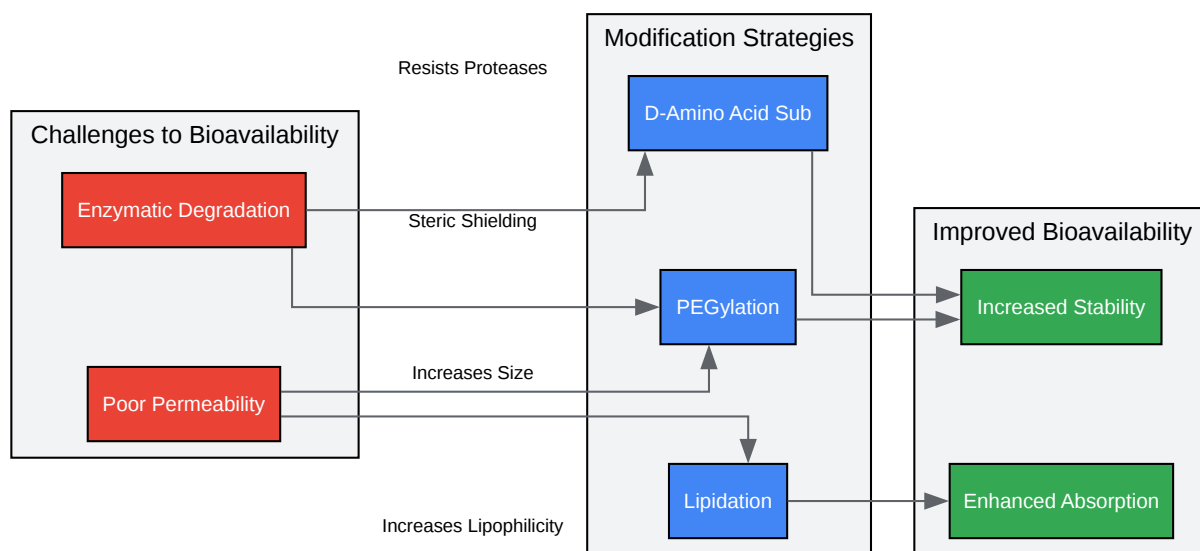 Challenges to Bioavailability
Enzymatic Degradation
Poor Permeability
Resists Proteases
Steric Shielding
Increases Size
Increases Lipophilicity
Modification Strategies
D-Amino Acid Sub
PEGylation
Lipidation
Improved Bioavailability
Increased Stability
Enhanced Absorption